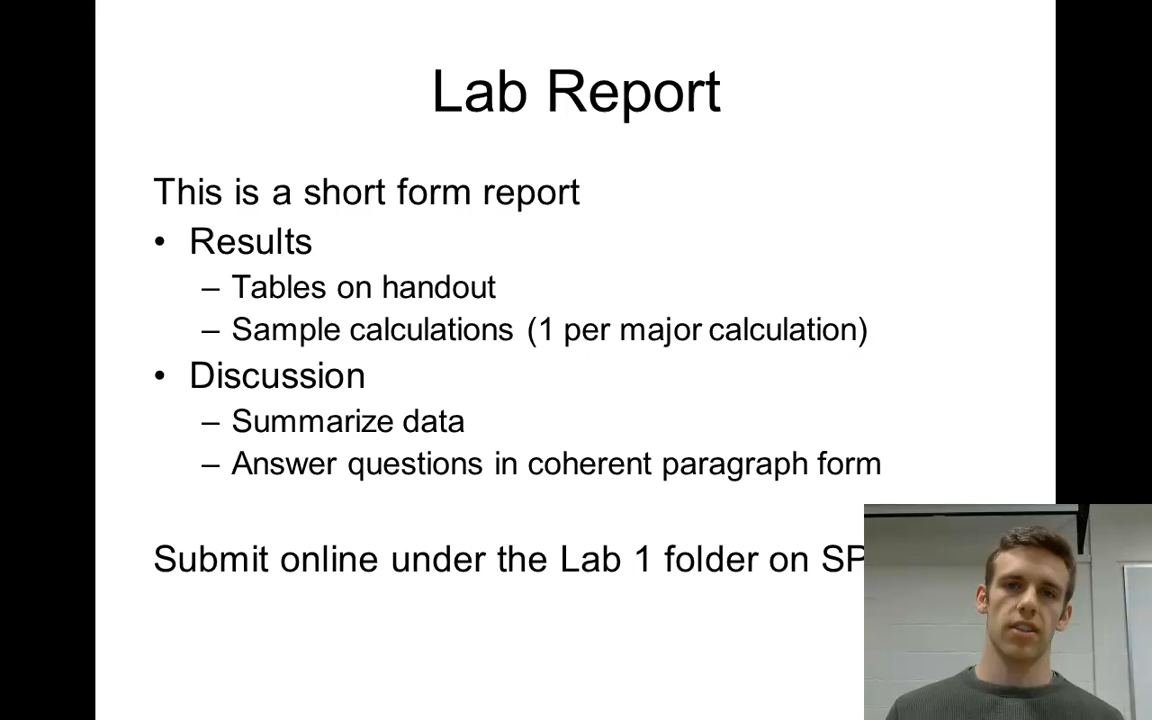 Lab Report
This is a short form report
• Results
– Tables on handout
– Sample calculations (1 per major calculation)
• Discussion
– Summarize data
– Answer questions in coherent paragraph form
Submit online under the Lab 1 folder on